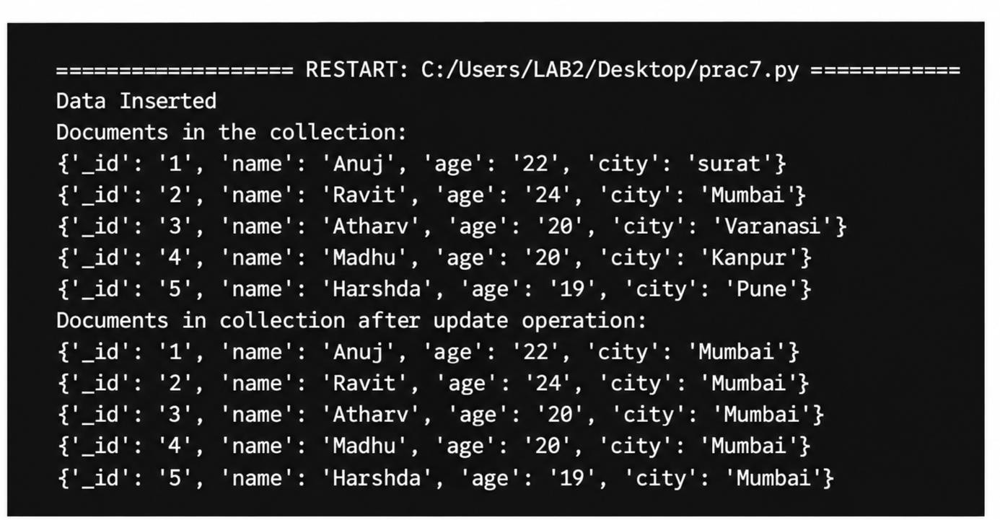 =================== RESTART: C:/Users/LAB2/Desktop/prac7.py ============
Data Inserted
Documents in the collection:
{'_id': '1', 'name': 'Anuj', 'age': '22', 'city': 'surat'}
{'_id': '2', 'name': 'Ravit', 'age': '24', 'city': 'Mumbai'}
{'_id': '3', 'name': 'Atharv', 'age': '20', 'city': 'Varanasi'}
{'_id': '4', 'name': 'Madhu', 'age': '20', 'city': 'Kanpur'}
{'_id': '5', 'name': 'Harshda', 'age': '19', 'city': 'Pune'}
Documents in collection after update operation:
{'_id': '1', 'name': 'Anuj', 'age': '22', 'city': 'Mumbai'}
{'_id': '2', 'name': 'Ravit', 'age': '24', 'city': 'Mumbai'}
{'_id': '3', 'name': 'Atharv', 'age': '20', 'city': 'Mumbai'}
{'_id': '4', 'name': 'Madhu', 'age': '20', 'city': 'Mumbai'}
{'_id': '5', 'name': 'Harshda', 'age': '19', 'city': 'Mumbai'}